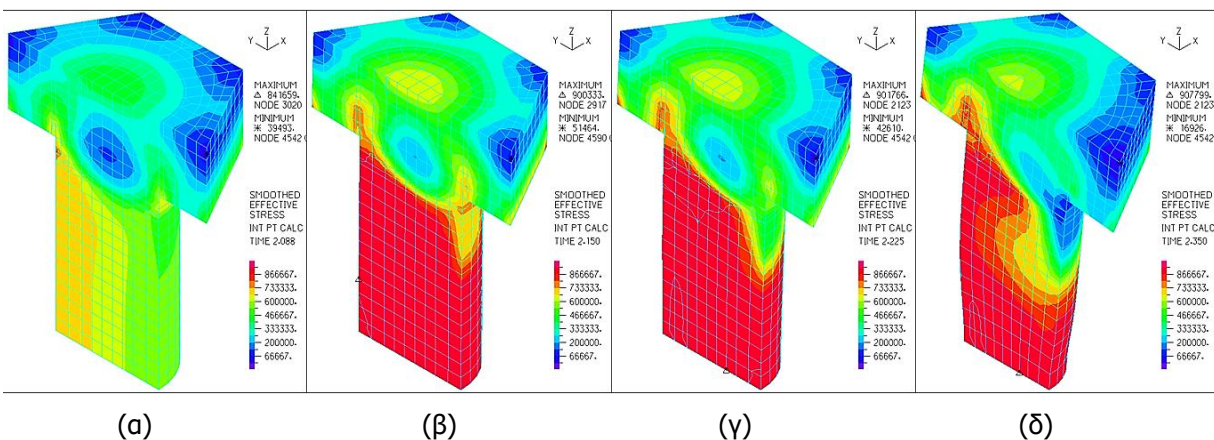 Z
Y X
MAXIMUM
△ 841659.
NODE 3020
MINIMUM
✳ 39493.
NODE 4542
SMOOTHED
EFFECTIVE
STRESS
INT PT CALC
TIME 2.088
866667.
733333.
600000.
466667.
333333.
200000.
66667.
(α)
Z
Y X
MAXIMUM
△ 900333.
NODE 2917
MINIMUM
✳ 51464.
NODE 4590
SMOOTHED
EFFECTIVE
STRESS
INT PT CALC
TIME 2.150
866667.
733333.
600000.
466667.
333333.
200000.
66667.
(β)
Z
Y X
MAXIMUM
△ 901766.
NODE 2123
MINIMUM
✳ 42610.
NODE 4542
SMOOTHED
EFFECTIVE
STRESS
INT PT CALC
TIME 2.225
866667.
733333.
600000.
466667.
333333.
200000.
66667.
(γ)
Z
Y X
MAXIMUM
△ 907799.
NODE 2123
MINIMUM
✳ 16926.
NODE 4542
SMOOTHED
EFFECTIVE
STRESS
INT PT CALC
TIME 2.350
866667.
733333.
600000.
466667.
333333.
200000.
66667.
(δ)